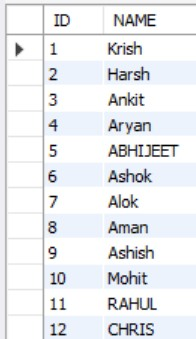 ID NAME
1 Krish
2 Harsh
3 Ankit
4 Aryan
5 ABHIJEET
6 Ashok
7 Alok
8 Aman
9 Ashish
10 Mohit
11 RAHUL
12 CHRIS